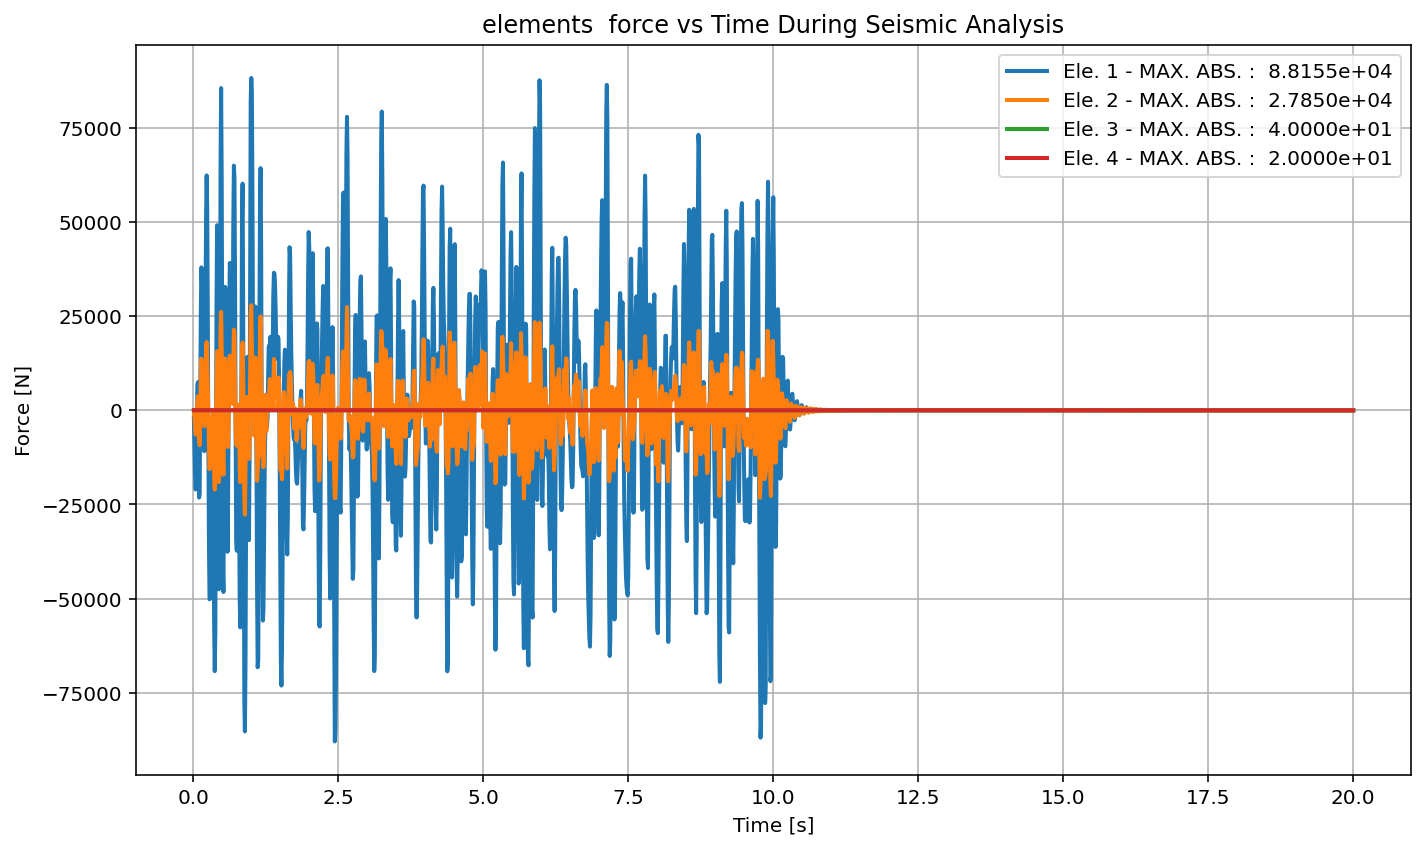 elements  force vs Time During Seismic Analysis
Ele. 1 - MAX. ABS. :  8.8155e+04
Ele. 2 - MAX. ABS. :  2.7850e+04
Ele. 3 - MAX. ABS. :  4.0000e+01
Ele. 4 - MAX. ABS. :  2.0000e+01
Force [N]
75000
50000
25000
0
−25000
−50000
−75000
0.0 2.5 5.0 7.5 10.0 12.5 15.0 17.5 20.0
Time [s]